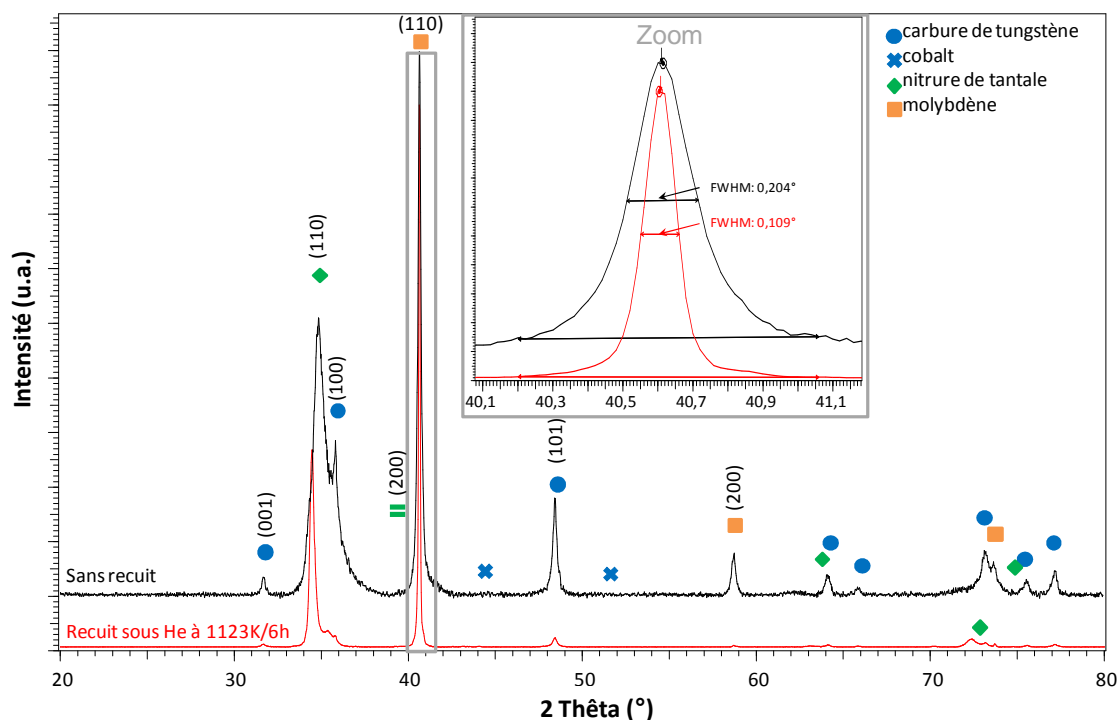 (110)
Zoom
carbure de tungstène
cobalt
nitrure de tantale
molybdène
FWHM: 0,204°
FWHM: 0,109°
40,1 40,3 40,5 40,7 40,9 41,1
Intensité (u.a.)
(110)
(100)
(200)
(101)
(200)
(001)
Sans recuit
Recuit sous He à 1123K/6h
20 30 40 50 60 70 80
2 Thêta (°)